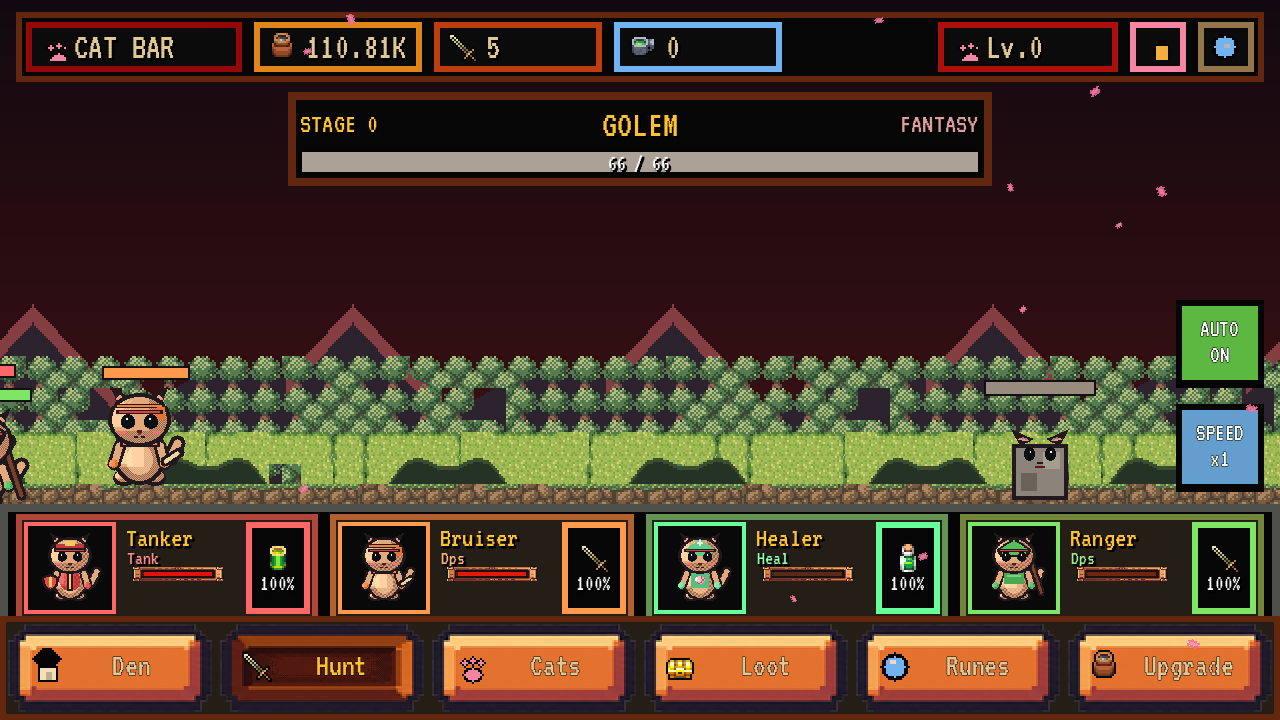 CAT BAR
110.81K
5
0
Lv.0
STAGE 0
GOLEM
FANTASY
66 / 66
AUTO
ON
SPEED
x1
Tanker
Tank
100%
Bruiser
Dps
100%
Healer
Heal
100%
Ranger
Dps
100%
Den
Hunt
Cats
Loot
Runes
Upgrade